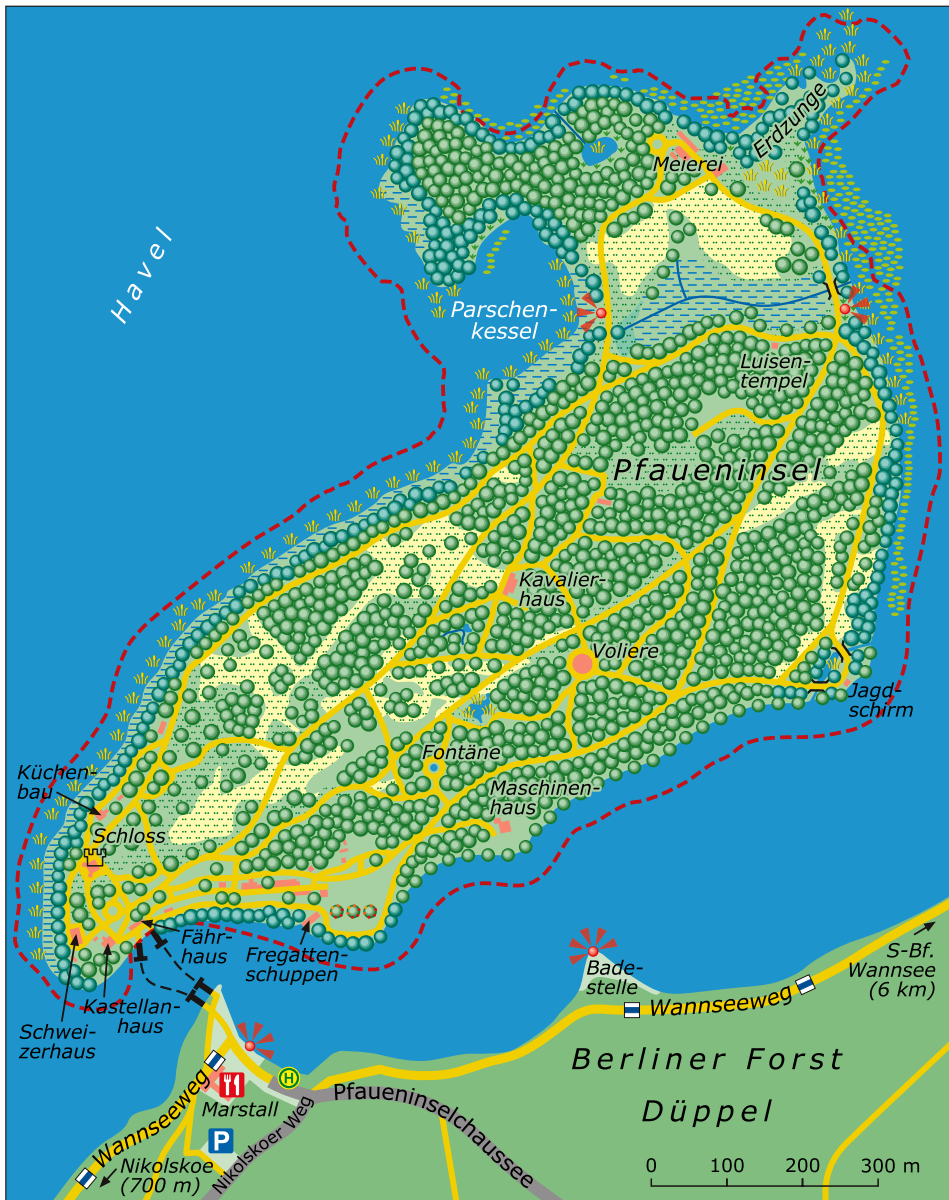 Erdzunge
Meierei
Havel
Parschen-
kessel
Luisen-
tempel
Pfaueninsel
Kavalier-
haus
Voliere
Jagd-
schirm
Fontäne
Küchen-
bau
Maschinen-
haus
Schloss
Fähr-
haus
Fregatten-
schuppen
Kastellan-
haus
Schwei-
zerhaus
Bade-
stelle
S-Bf.
Wannsee
(6 km)
Wannseeweg
Berliner Forst
Düppel
H
Wannseeweg
Marstall
Pfaueninselchaussee
Nikolskoer Weg
P
Nikolskoe
(700 m)
0 100 200 300 m